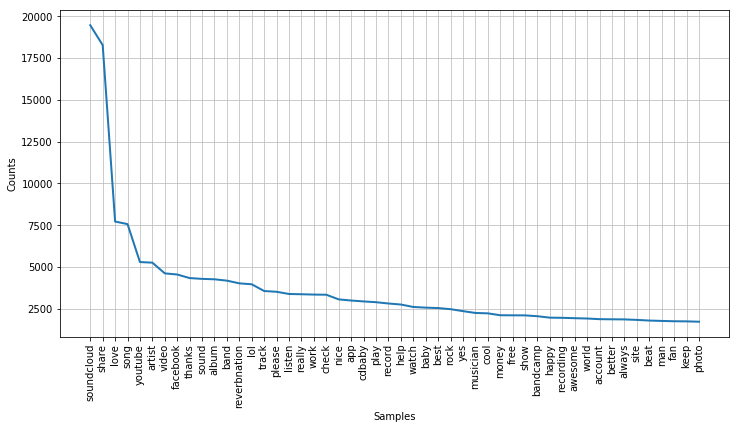 20000
17500
15000
12500
10000
7500
5000
2500
Counts
soundcloud
share
love
song
youtube
artist
video
facebook
thanks
sound
album
band
reverbnation
lol
track
please
listen
really
work
check
nice
app
cdbaby
play
record
help
watch
baby
best
rock
yes
musician
cool
money
free
show
bandcamp
happy
recording
awesome
world
account
better
always
site
beat
man
fan
keep
photo
Samples